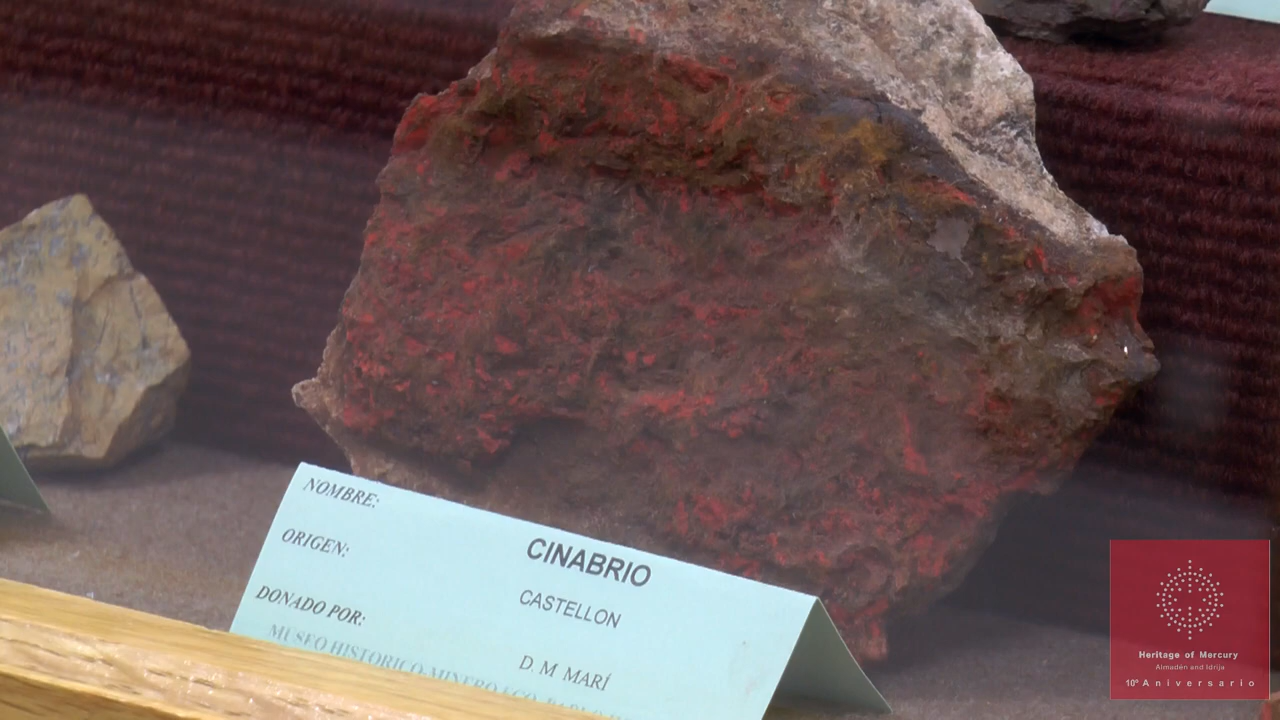 NOMBRE:
CINABRIO
ORIGEN:
CASTELLON
DONADO POR:
D. M MARÍ
MUSEO HISTORICO-MINERO
Heritage of Mercury
Almadén and Idrija
10º Aniversario